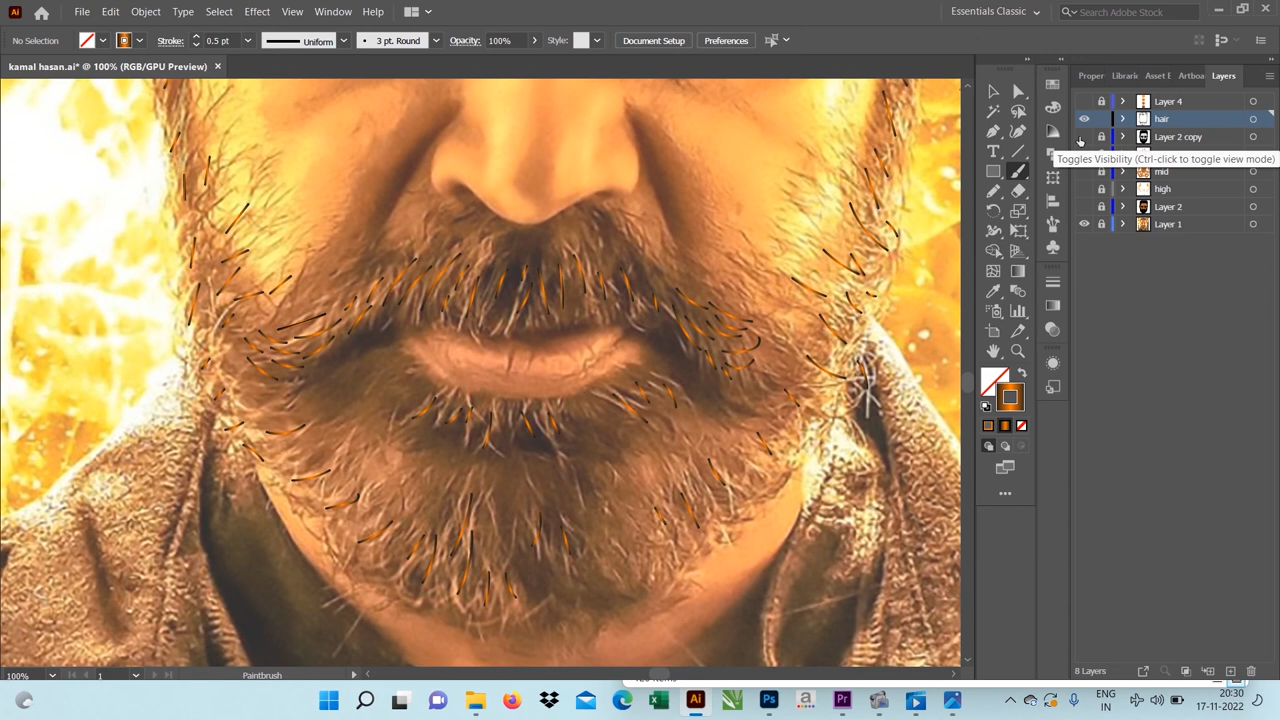 Ai File Edit Object Type Select Effect View Window Help Essentials Classic Search Adobe Stock
No Selection Stroke: 0.5 pt Uniform 3 pt. Round Opacity: 100% Style: Document Setup Preferences
kamal hasan.ai* @ 100% (RGB/GPU Preview) ×
Proper Librarie Asset E Artboa Layers
Layer 4
hair
Layer 2 copy
Toggles Visibility (Ctrl-click to toggle view mode)
mid
high
Layer 2
Layer 1
100% 1 Paintbrush 8 Layers
ENG
IN
20:30
17-11-2022